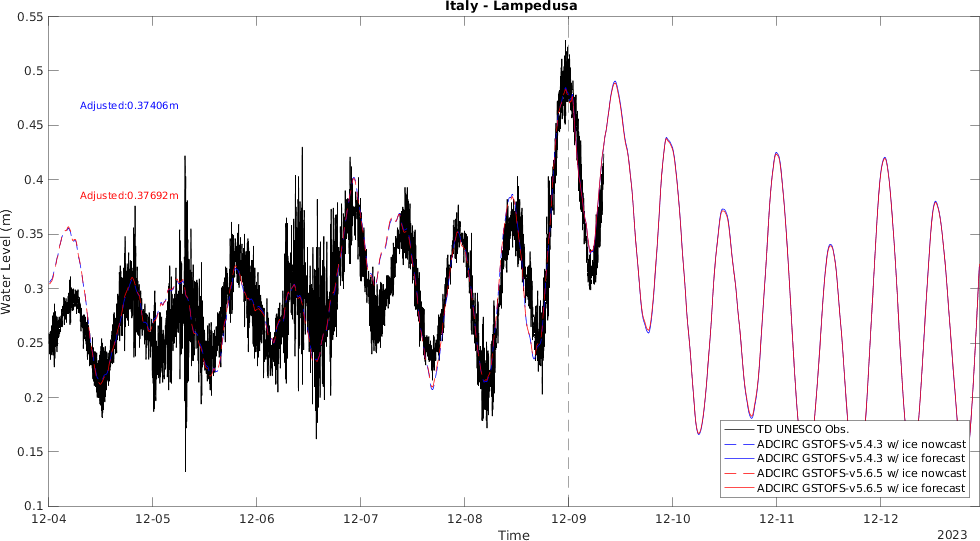 Italy - Lampedusa
0.55
0.5
0.45
0.4
0.35
0.3
0.25
0.2
0.15
0.1
Water Level (m)
Adjusted:0.37406m
Adjusted:0.37692m
TD UNESCO Obs.
ADCIRC GSTOFS-v5.4.3 w/ ice nowcast
ADCIRC GSTOFS-v5.4.3 w/ ice forecast
ADCIRC GSTOFS-v5.6.5 w/ ice nowcast
ADCIRC GSTOFS-v5.6.5 w/ ice forecast
12-04 12-05 12-06 12-07 12-08 12-09 12-10 12-11 12-12
Time
2023